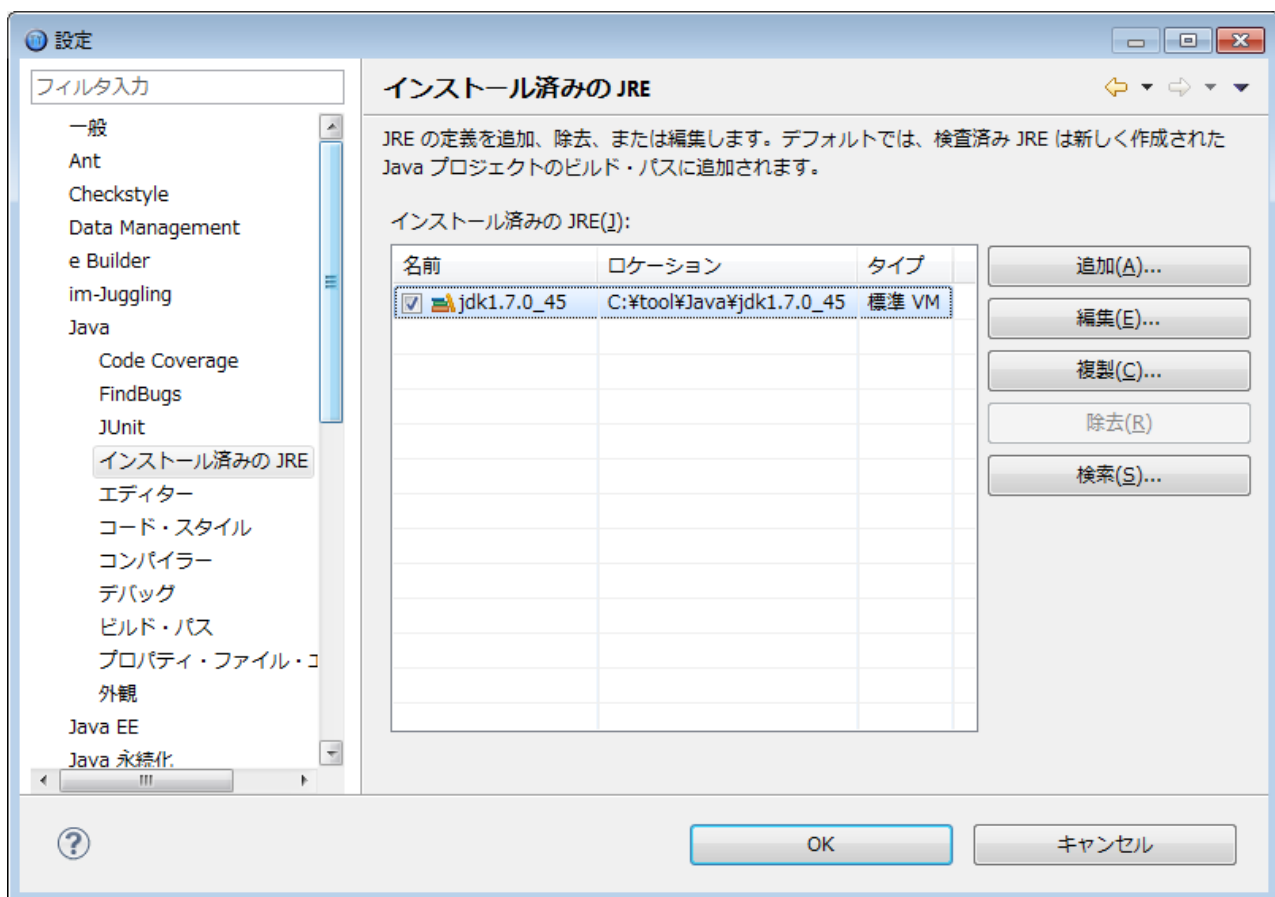 設定
フィルタ入力
一般
Ant
Checkstyle
Data Management
e Builder
im-Juggling
Java
Code Coverage
FindBugs
JUnit
インストール済みの JRE
エディター
コード・スタイル
コンパイラー
デバッグ
ビルド・パス
プロパティ・ファイル・エ
外観
Java EE
Java 永続化
インストール済みの JRE
JRE の定義を追加、除去、または編集します。デフォルトでは、検査済み JRE は新しく作成された
Java プロジェクトのビルド・パスに追加されます。
インストール済みの JRE(J):
名前 ロケーション タイプ
jdk1.7.0_45 C:¥tool¥Java¥jdk1.7.0_45 標準 VM
追加(A)...
編集(E)...
複製(C)...
除去(R)
検索(S)...
OK キャンセル